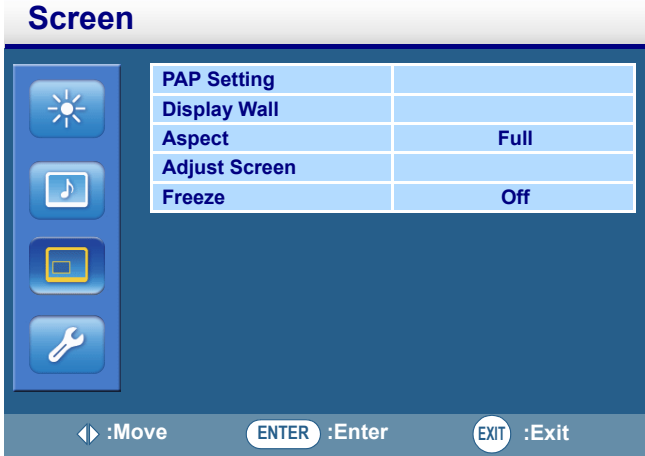 Screen
PAP Setting
Display Wall
Aspect Full
Adjust Screen
Freeze Off
:Move ENTER :Enter EXIT :Exit